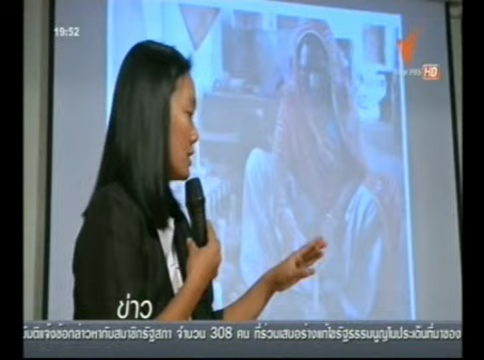 19:52
HD
ข่าว
มติแจ้งข้อกล่าวหากับสมาชิกรัฐสภา จำนวน 308 คน ที่ร่วมเสนอร่างแก้ไขรัฐธรรมนูญในประเด็นที่มาของ